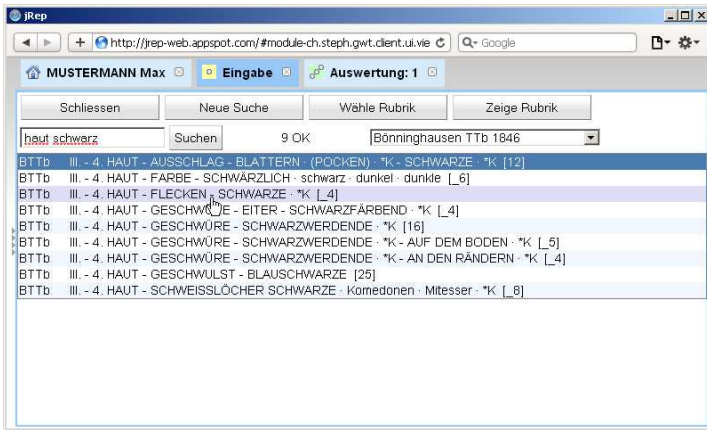 jRep
http://jrep-web.appspot.com/#module-ch.steph.gwt.client.ui.vie Google
MUSTERMANN Max Eingabe Auswertung: 1
Schliessen Neue Suche Wähle Rubrik Zeige Rubrik
haut schwarz Suchen 9 OK Bönninghausen TTb 1846
BTTb III. - 4. HAUT - AUSSCHLAG - BLATTERN · (POCKEN) · *K - SCHWARZE · *K [12]
BTTb III. - 4. HAUT - FARBE - SCHWÄRZLICH · schwarz · dunkel · dunkle [_6]
BTTb III. - 4. HAUT - FLECKEN - SCHWARZE · *K [_4]
BTTb III. - 4. HAUT - GESCHWÜRE - EITER - SCHWARZFÄRBEND · *K [_4]
BTTb III. - 4. HAUT - GESCHWÜRE - SCHWARZWERDENDE · *K [16]
BTTb III. - 4. HAUT - GESCHWÜRE - SCHWARZWERDENDE · *K - AUF DEM BODEN · *K [_5]
BTTb III. - 4. HAUT - GESCHWÜRE - SCHWARZWERDENDE · *K - AN DEN RÄNDERN · *K [_4]
BTTb III. - 4. HAUT - GESCHWULST - BLAUSCHWARZE [25]
BTTb III. - 4. HAUT - SCHWEISSLÖCHER SCHWARZE · Komedonen · Mitesser · *K [_8]